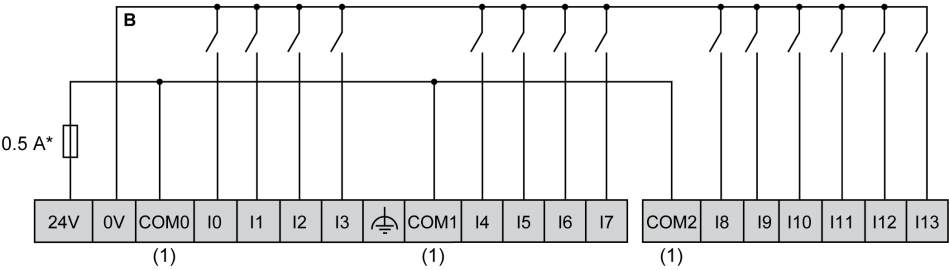 B
0.5 A*
24V 0V COM0 I0 I1 I2 I3 COM1 I4 I5 I6 I7 COM2 I8 I9 I10 I11 I12 I13
(1) (1) (1)